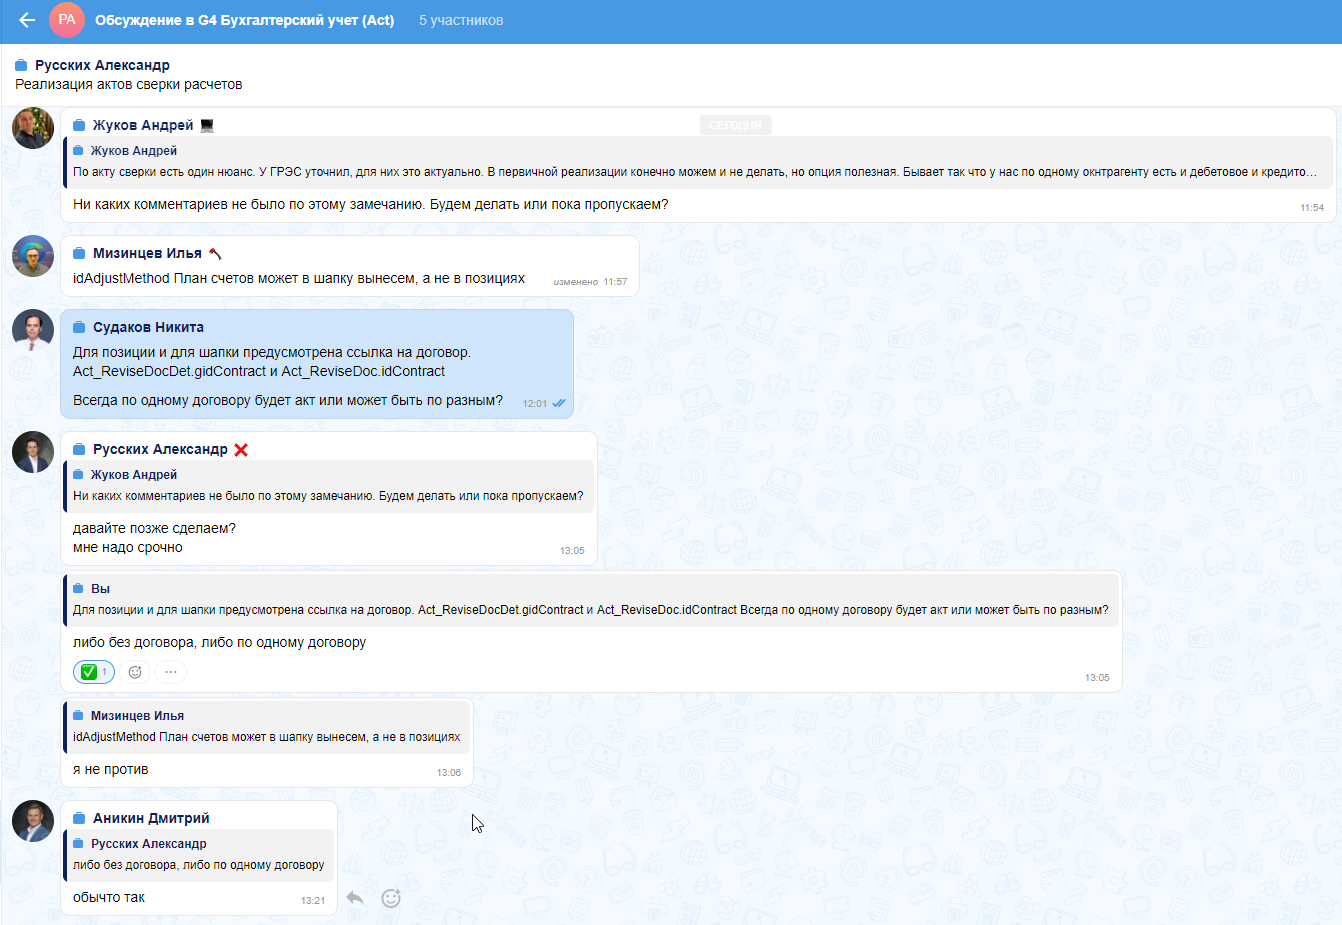 РА
Обсуждение в G4 Бухгалтерский учет (Act) 5 участников
Русских Александр
Реализация актов сверки расчетов
СЕГОДНЯ
Жуков Андрей
Жуков Андрей
По акту сверки есть один нюанс. У ГРЭС уточнил, для них это актуально. В первичной реализации конечно можем и не делать, но опция полезная. Бывает так что у нас по одному окнтрагенту есть и дебетовое и кредито...
Ни каких комментариев не было по этому замечанию. Будем делать или пока пропускаем?
11:54
Мизинцев Илья
idAdjustMethod План счетов может в шапку вынесем, а не в позициях
изменено 11:57
Судаков Никита
Для позиции и для шапки предусмотрена ссылка на договор.
Act_ReviseDocDet.gidContract и Act_ReviseDoc.idContract
Всегда по одному договору будет акт или может быть по разным?
12:01
Русских Александр
Жуков Андрей
Ни каких комментариев не было по этому замечанию. Будем делать или пока пропускаем?
давайте позже сделаем?
мне надо срочно
13:05
Вы
Для позиции и для шапки предусмотрена ссылка на договор. Act_ReviseDocDet.gidContract и Act_ReviseDoc.idContract Всегда по одному договору будет акт или может быть по разным?
либо без договора, либо по одному договору
1
13:05
Мизинцев Илья
idAdjustMethod План счетов может в шапку вынесем, а не в позициях
я не против
13:06
Аникин Дмитрий
Русских Александр
либо без договора, либо по одному договору
обычто так
13:21